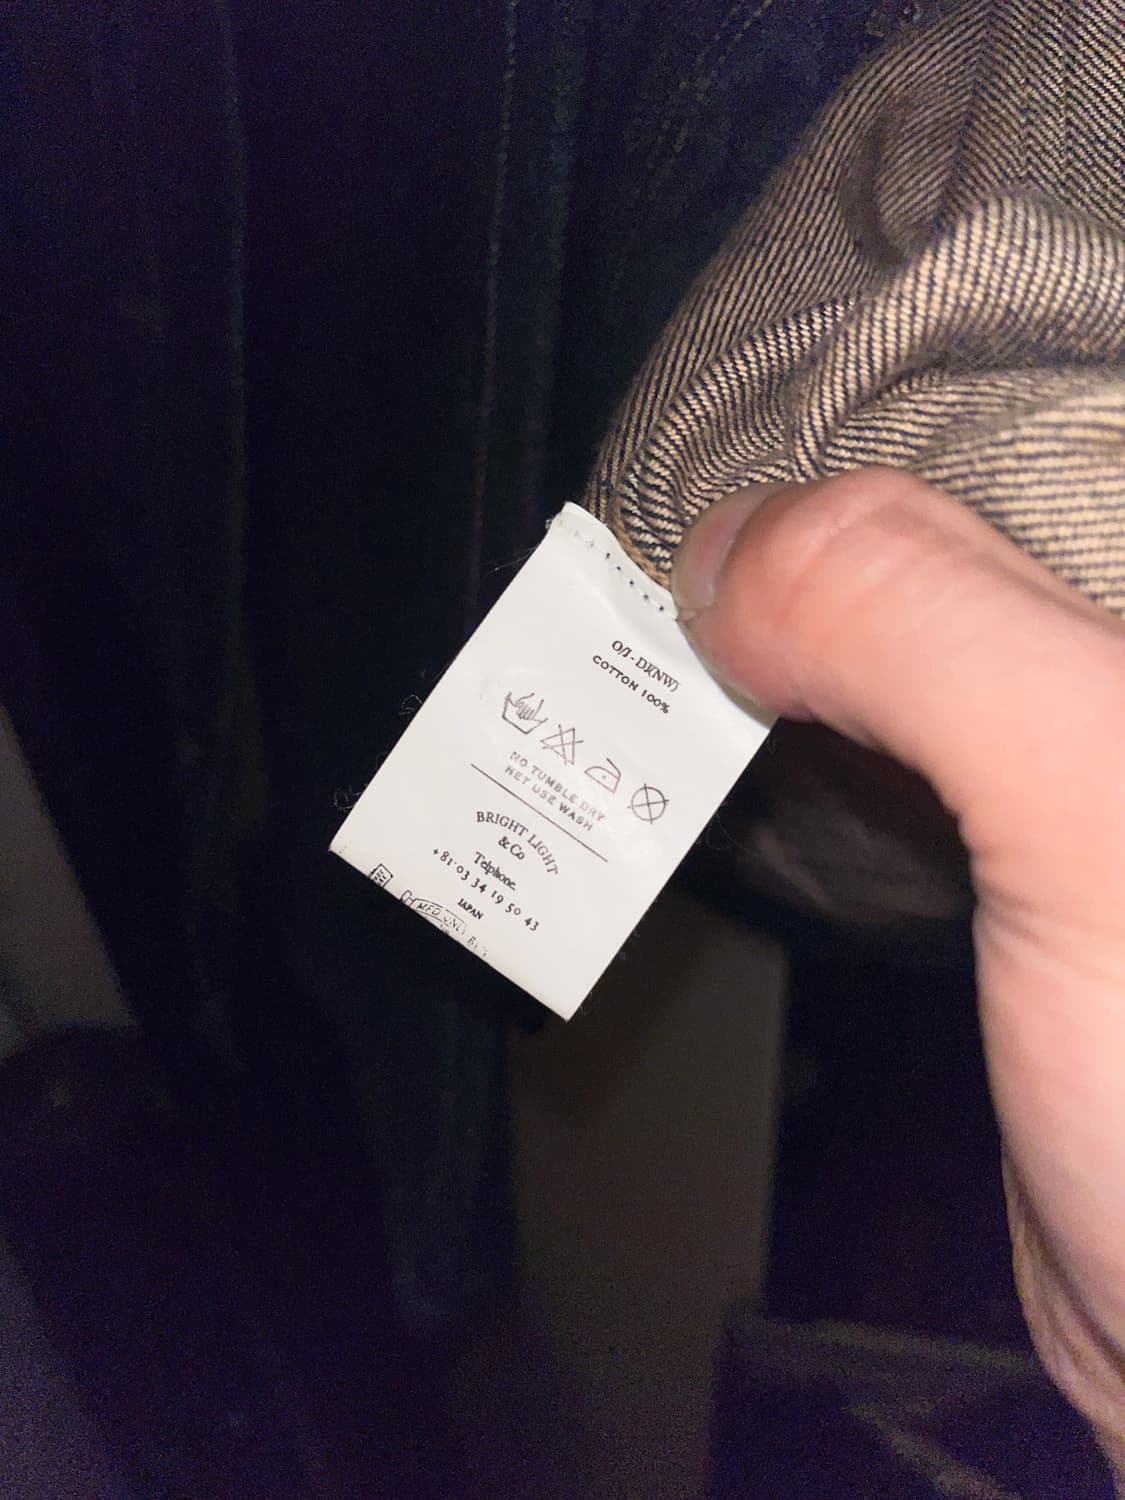 O/J - DK(NW)
COTTON 100%
NO TUMBLE DRY
NET USE WASH
BRIGHT LIGHT
& Co
Telphone.
+81·03 34 19 50 43
JAPAN